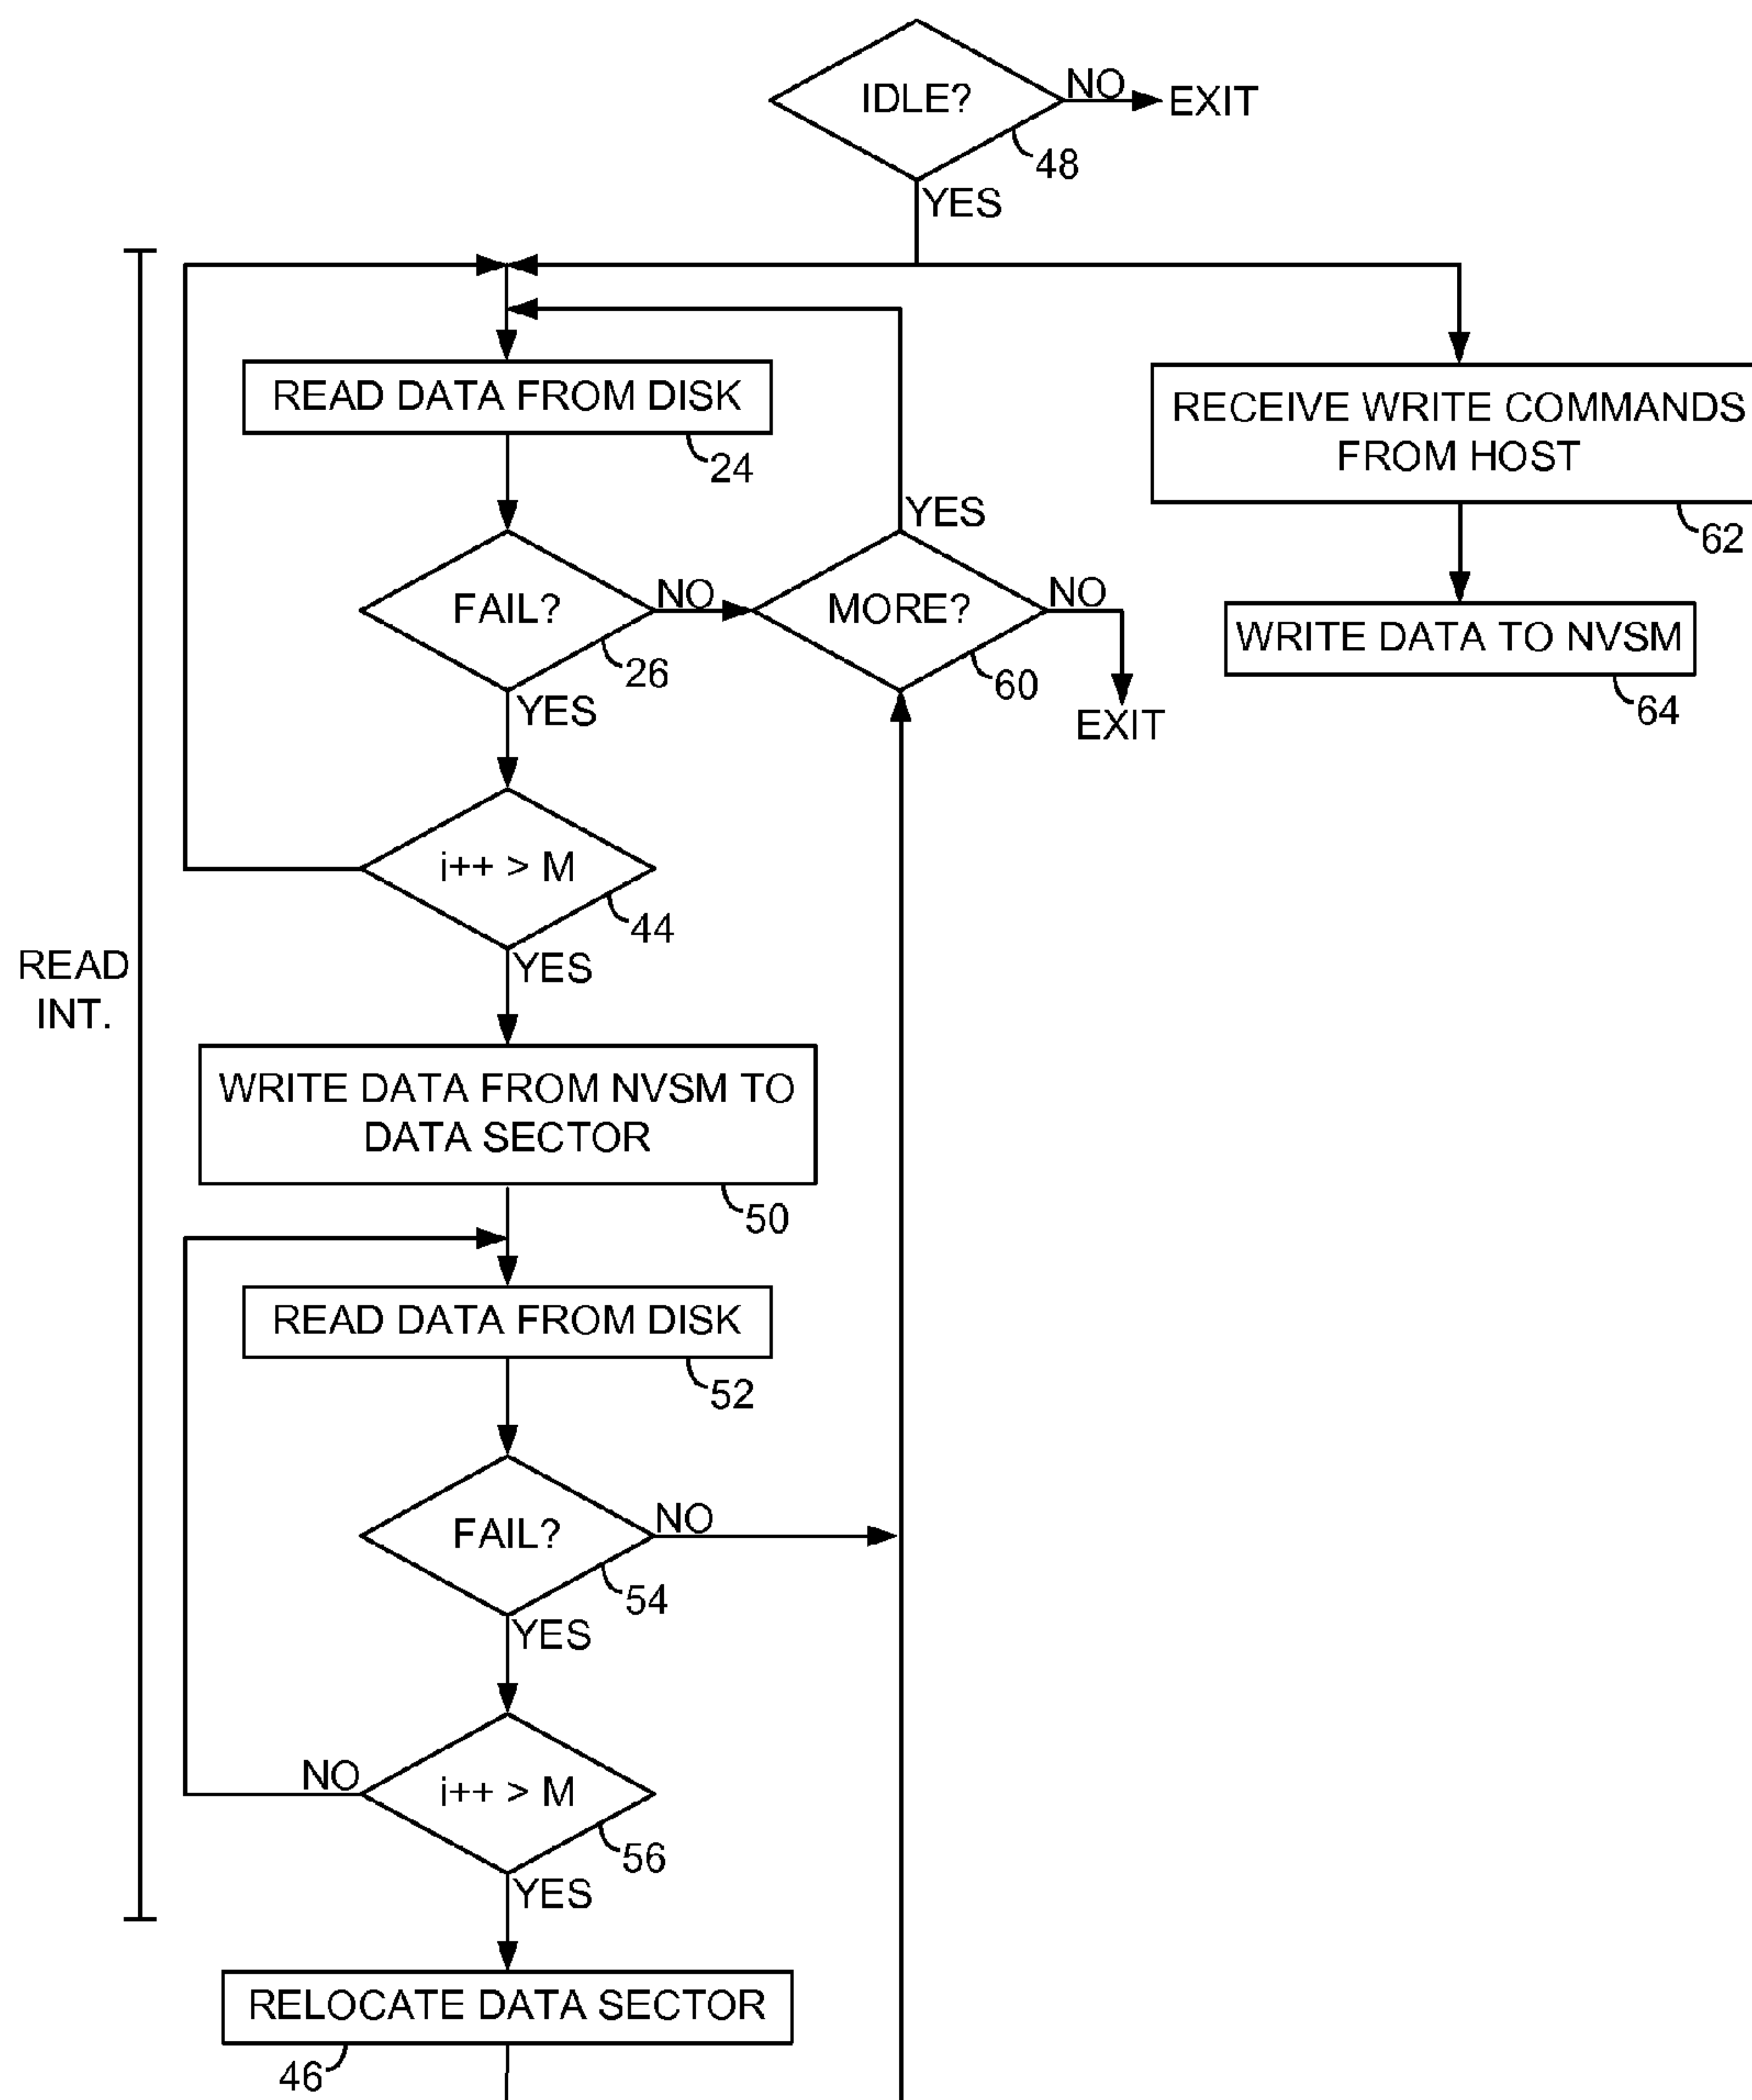 IDLE?
NO
EXIT
48
YES
READ DATA FROM DISK
24
RECEIVE WRITE COMMANDS
FROM HOST
62
YES
FAIL?
NO
26
YES
MORE?
NO
60
EXIT
WRITE DATA TO NVSM
64
i++ > M
44
YES
READ
INT.
WRITE DATA FROM NVSM TO
DATA SECTOR
50
READ DATA FROM DISK
52
FAIL?
NO
54
YES
NO
i++ > M
56
YES
RELOCATE DATA SECTOR
46